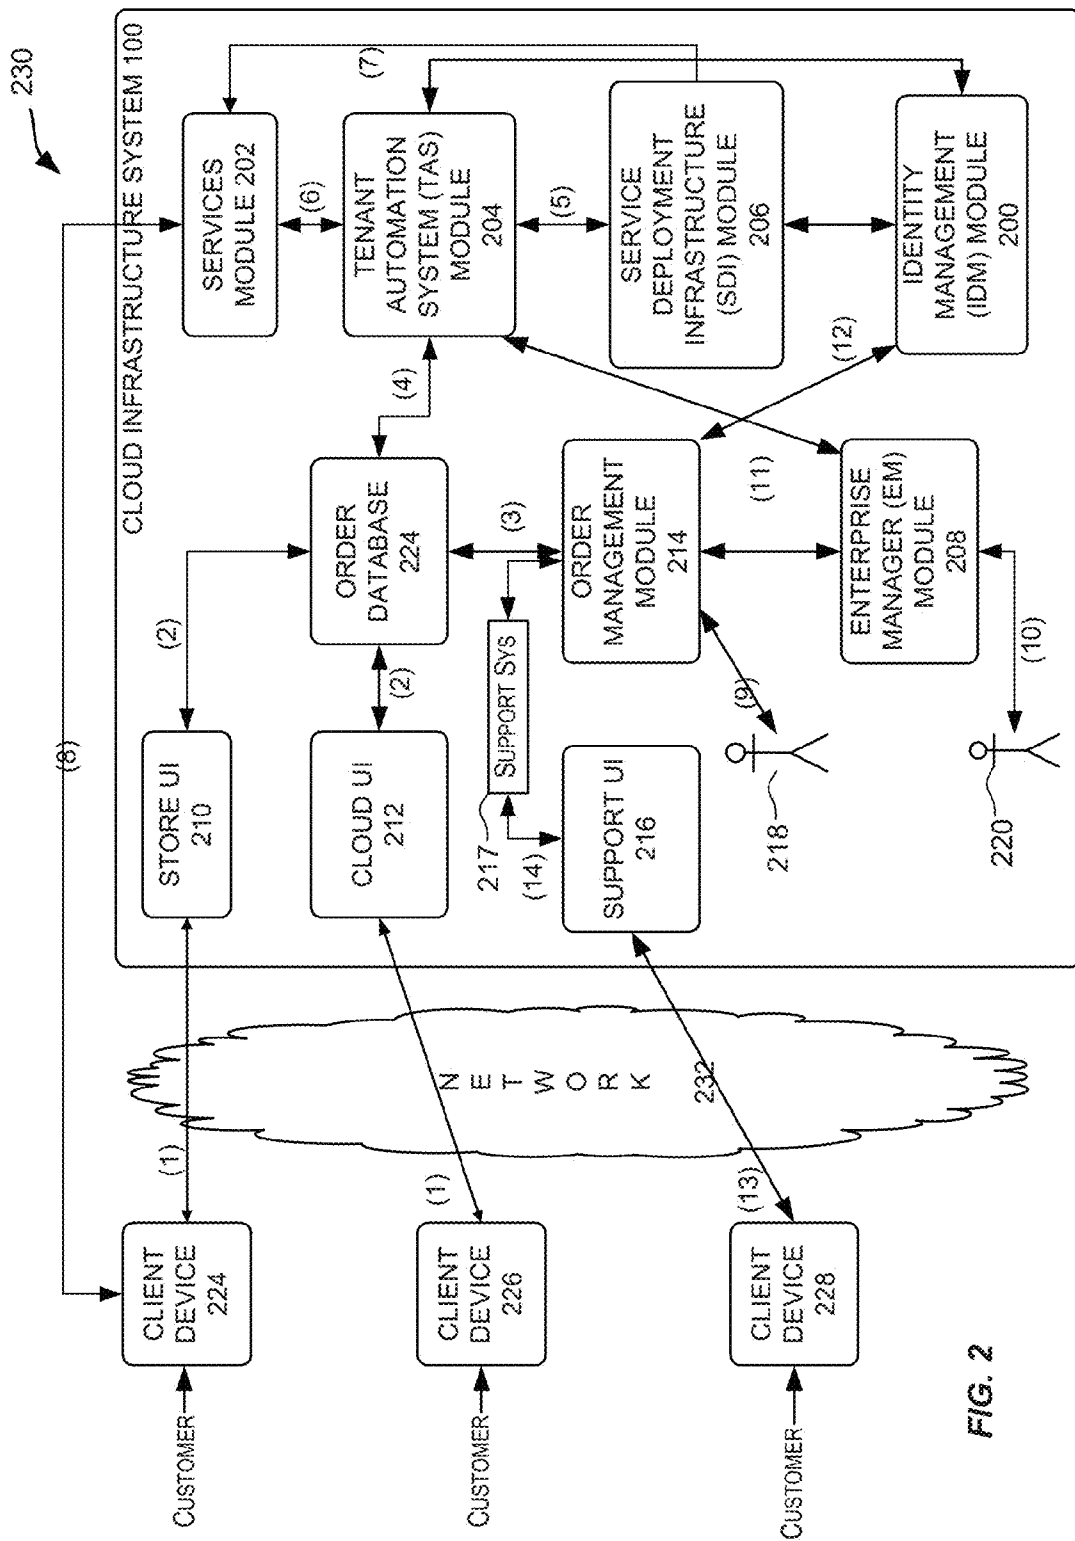 230
CLOUD INFRASTRUCTURE SYSTEM 100
CUSTOMER
CLIENT
DEVICE
224
(1)
(8)
STORE UI
210
(2)
SERVICES
MODULE 202
(6)
(7)
TENANT
AUTOMATION
SYSTEM (TAS)
MODULE
204
(4)
ORDER
DATABASE
224
(2)
CLOUD UI
212
(1)
CUSTOMER
CLIENT
DEVICE
226
NETWORK
232
217
SUPPORT SYS
(14)
(3)
(5)
SERVICE
DEPLOYMENT
INFRASTRUCTURE
(SDI) MODULE
206
ORDER
MANAGEMENT
MODULE
214
SUPPORT UI
216
(13)
CUSTOMER
CLIENT
DEVICE
228
(9)
218
(11)
(12)
IDENTITY
MANAGEMENT
(IDM) MODULE
200
ENTERPRISE
MANAGER (EM)
MODULE
208
(10)
220
FIG. 2